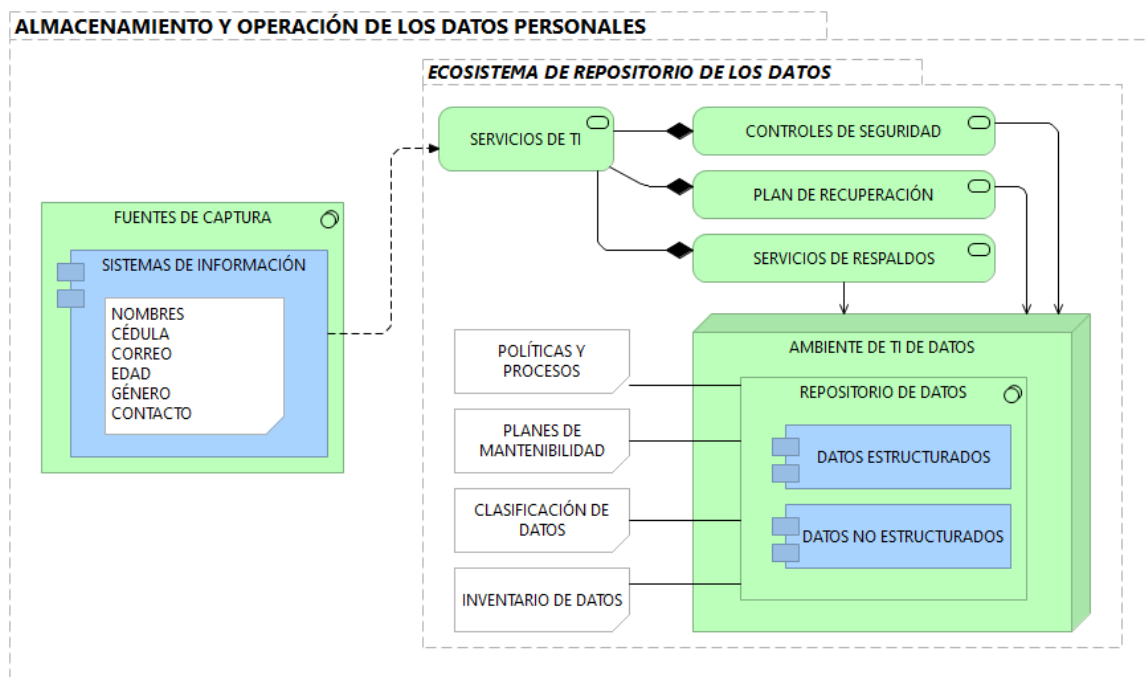 ALMACENAMIENTO Y OPERACIÓN DE LOS DATOS PERSONALES
ECOSISTEMA DE REPOSITORIO DE LOS DATOS
SERVICIOS DE TI
CONTROLES DE SEGURIDAD
PLAN DE RECUPERACIÓN
SERVICIOS DE RESPALDOS
FUENTES DE CAPTURA
SISTEMAS DE INFORMACIÓN
NOMBRES
CÉDULA
CORREO
EDAD
GÉNERO
CONTACTO
POLÍTICAS Y
PROCESOS
PLANES DE
MANTENIBILIDAD
CLASIFICACIÓN DE
DATOS
INVENTARIO DE DATOS
AMBIENTE DE TI DE DATOS
REPOSITORIO DE DATOS
DATOS ESTRUCTURADOS
DATOS NO ESTRUCTURADOS